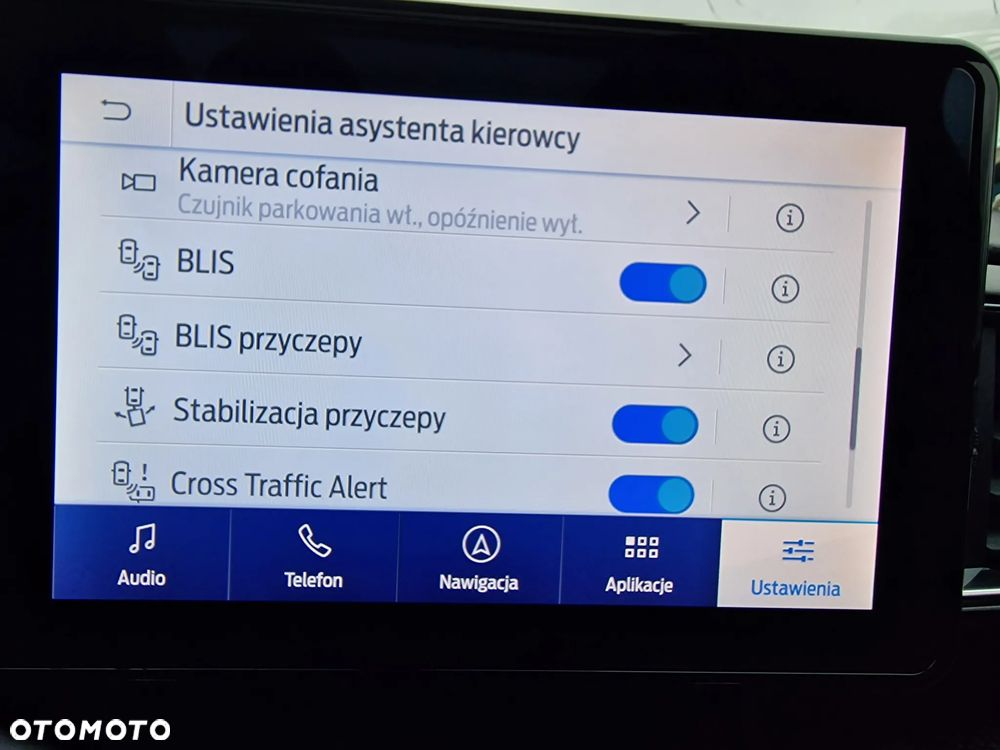 Ustawienia asystenta kierowcy
Kamera cofania
Czujnik parkowania wł., opóźnienie wył.
BLIS
BLIS przyczepy
Stabilizacja przyczepy
Cross Traffic Alert
Audio
Telefon
Nawigacja
Aplikacje
Ustawienia
OTOMOTO